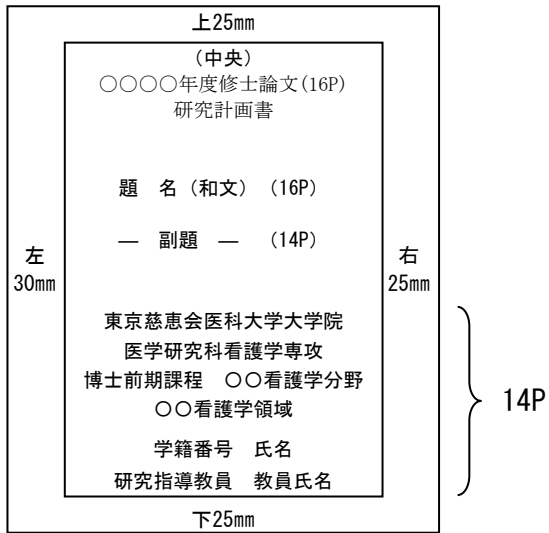 上25mm
(中央)
○○○○年度修士論文(16P)
研究計画書
題　名(和文)　(16P)
―　副題　―　(14P)
左
30mm
右
25mm
東京慈恵会医科大学大学院
医学研究科看護学専攻
博士前期課程　○○看護学分野
○○看護学領域
学籍番号　氏名
研究指導教員　教員氏名
14P
下25mm